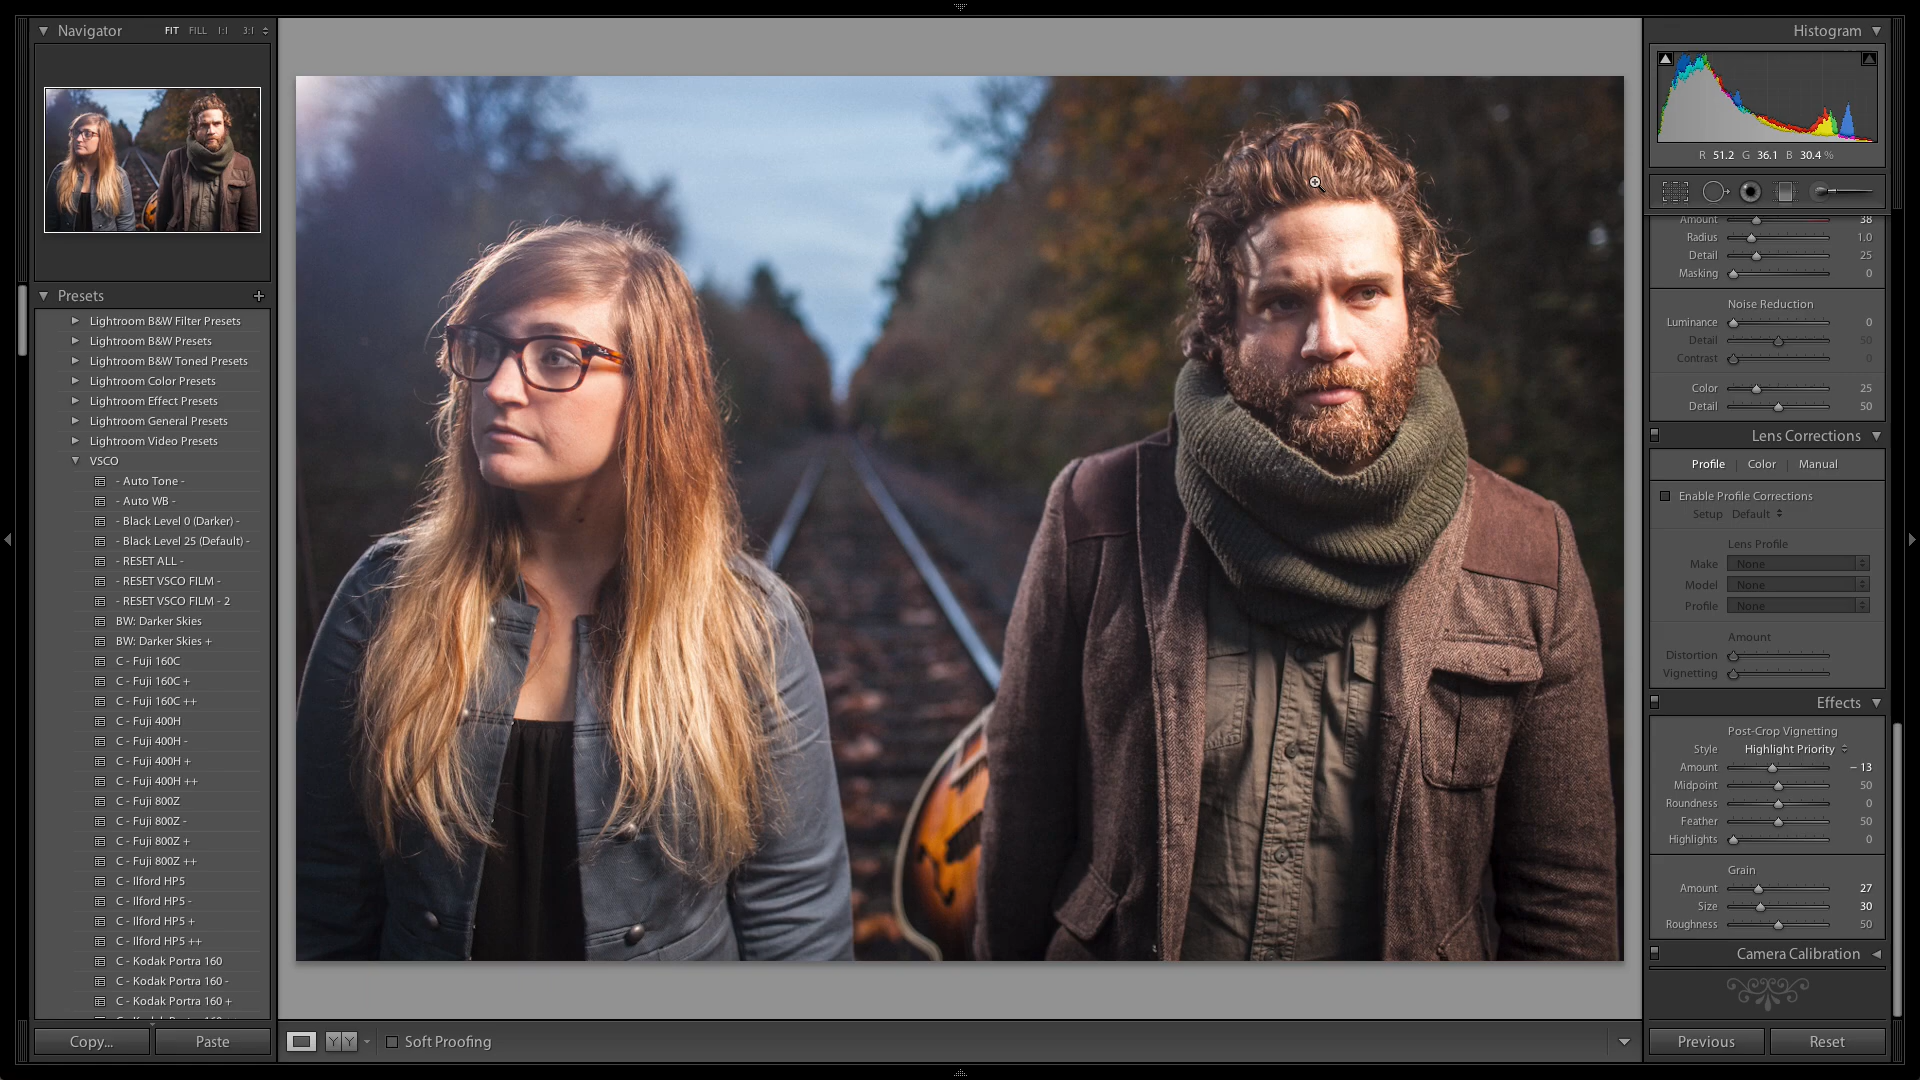 Navigator
FIT FILL 1:1 3:1
Presets
Lightroom B&W Filter Presets
Lightroom B&W Presets
Lightroom B&W Toned Presets
Lightroom Color Presets
Lightroom Effect Presets
Lightroom General Presets
Lightroom Video Presets
VSCO
- Auto Tone -
- Auto WB -
- Black Level 0 (Darker) -
- Black Level 25 (Default) -
- RESET ALL -
- RESET VSCO FILM -
- RESET VSCO FILM - 2
BW: Darker Skies
BW: Darker Skies +
C - Fuji 160C
C - Fuji 160C +
C - Fuji 160C ++
C - Fuji 400H
C - Fuji 400H -
C - Fuji 400H +
C - Fuji 400H ++
C - Fuji 800Z
C - Fuji 800Z -
C - Fuji 800Z +
C - Fuji 800Z ++
C - Ilford HP5
C - Ilford HP5 -
C - Ilford HP5 +
C - Ilford HP5 ++
C - Kodak Portra 160
C - Kodak Portra 160 -
C - Kodak Portra 160 +
Copy...
Paste
Soft Proofing
Histogram
R 51.2 G 36.1 B 30.4 %
Amount 38
Radius 1.0
Detail 25
Masking 0
Noise Reduction
Luminance 0
Detail 50
Contrast 0
Color 25
Detail 50
Lens Corrections
Profile | Color | Manual
Enable Profile Corrections
Setup Default
Lens Profile
Make None
Model None
Profile None
Amount
Distortion
Vignetting
Effects
Post-Crop Vignetting
Style Highlight Priority
Amount – 13
Midpoint 50
Roundness 0
Feather 50
Highlights 0
Grain
Amount 27
Size 30
Roughness 50
Camera Calibration
Previous
Reset